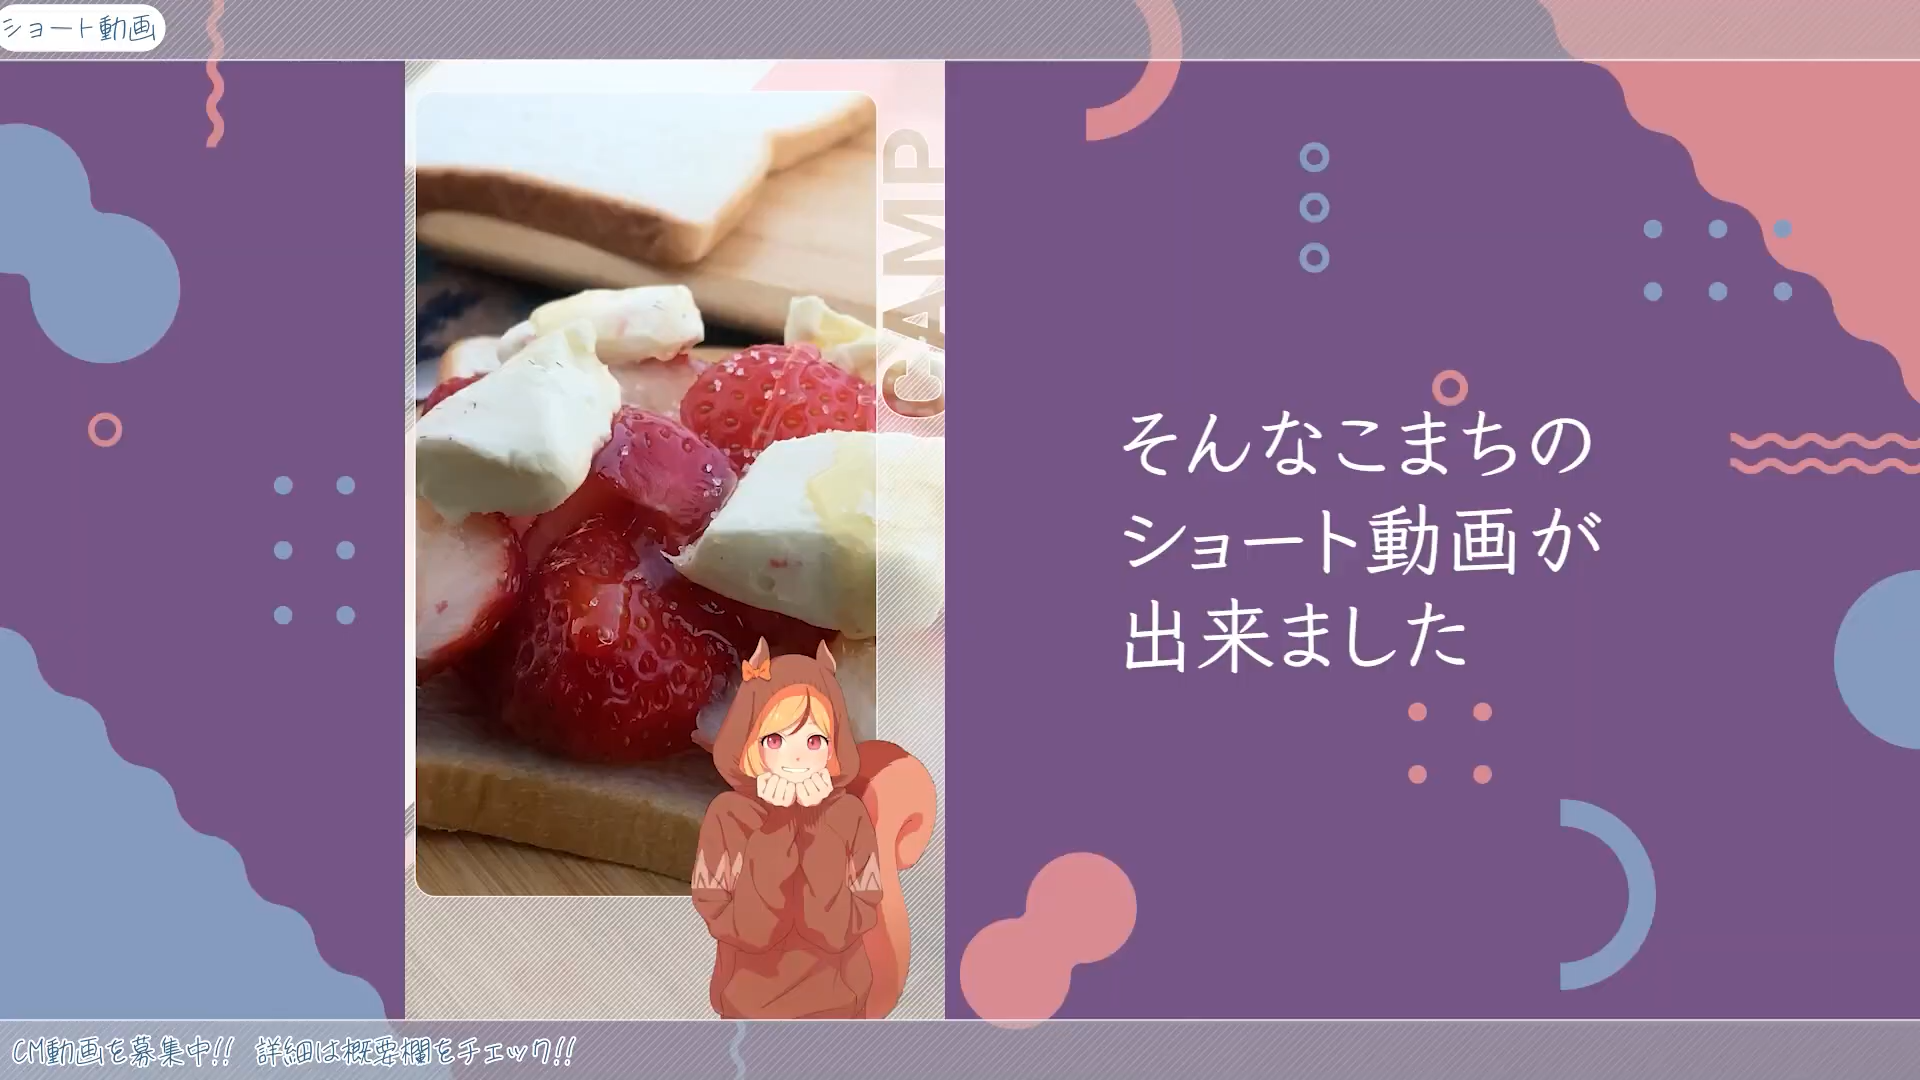 ショート動画
CAMP
そんなこまちの
ショート動画が
出来ました
CM動画を募集中!! 詳細は概要欄をチェック!!